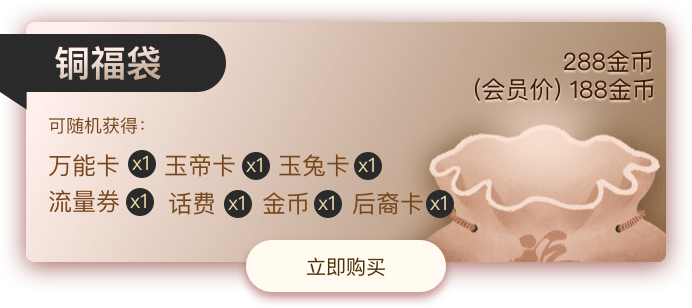 铜福袋
288金币
(会员价) 188金币
可随机获得：
万能卡 x1 玉帝卡 x1 玉兔卡 x1
流量券 x1 话费 x1 金币 x1 后裔卡 x1
立即购买